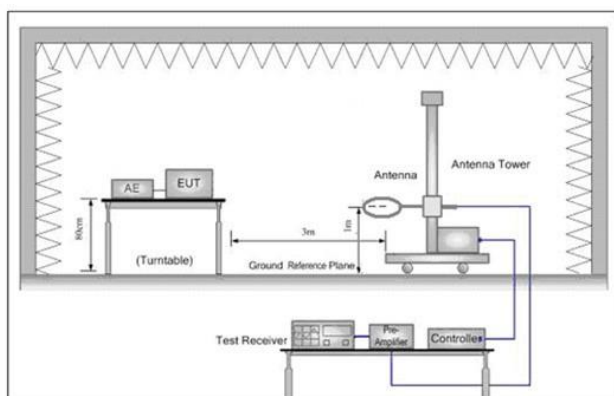 Antenna
Antenna Tower
AE
EUT
80cm
(Turntable)
3m
1m
Ground Reference Plane
Test Receiver
Pre-
Amplifier
Controller